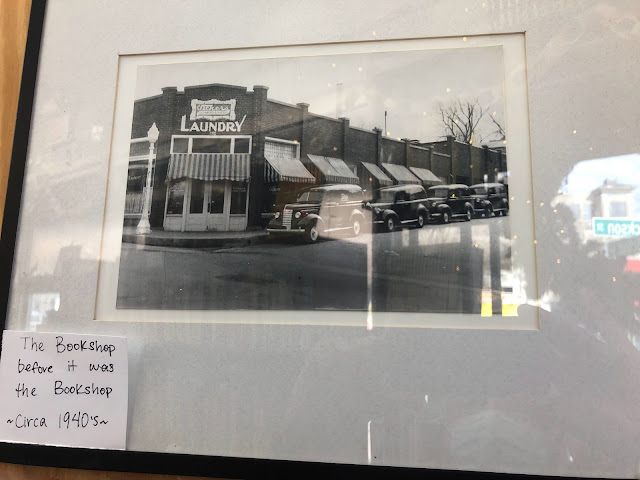 LAUNDRY
The Bookshop
before it was
the Bookshop
~Circa 1940's~